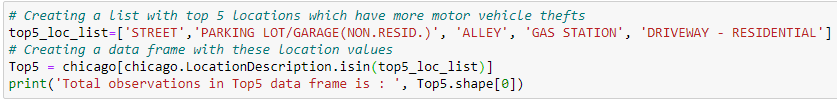 # Creating a list with top 5 locations which have more motor vehicle thefts
top5_loc_list=['STREET','PARKING LOT/GARAGE(NON.RESID.)', 'ALLEY', 'GAS STATION', 'DRIVEWAY - RESIDENTIAL']
# Creating a data frame with these location values
Top5 = chicago[chicago.LocationDescription.isin(top5_loc_list)]
print('Total observations in Top5 data frame is : ', Top5.shape[0])